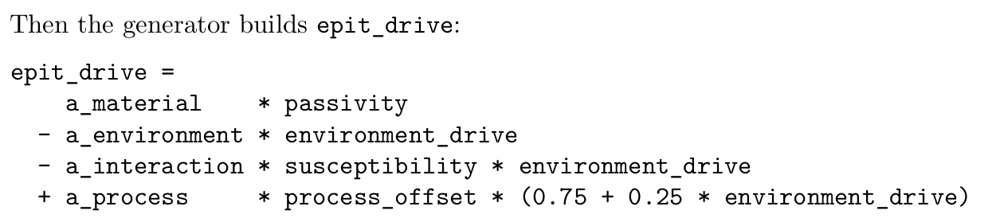 Then the generator builds epit_drive:
epit_drive =
    a_material    * passivity
  - a_environment * environment_drive
  - a_interaction * susceptibility * environment_drive
  + a_process     * process_offset * (0.75 + 0.25 * environment_drive)